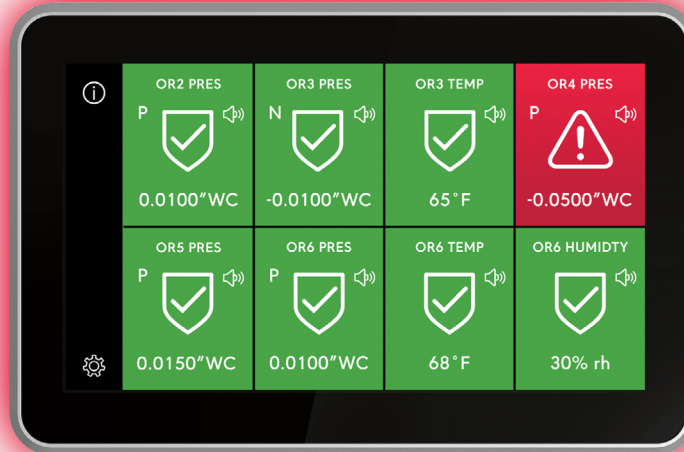 OR2 PRES
P
0.0100"WC
OR3 PRES
N
-0.0100"WC
OR3 TEMP
65°F
OR4 PRES
P
-0.0500"WC
OR5 PRES
P
0.0150"WC
OR6 PRES
P
0.0100"WC
OR6 TEMP
68°F
OR6 HUMIDTY
30% rh